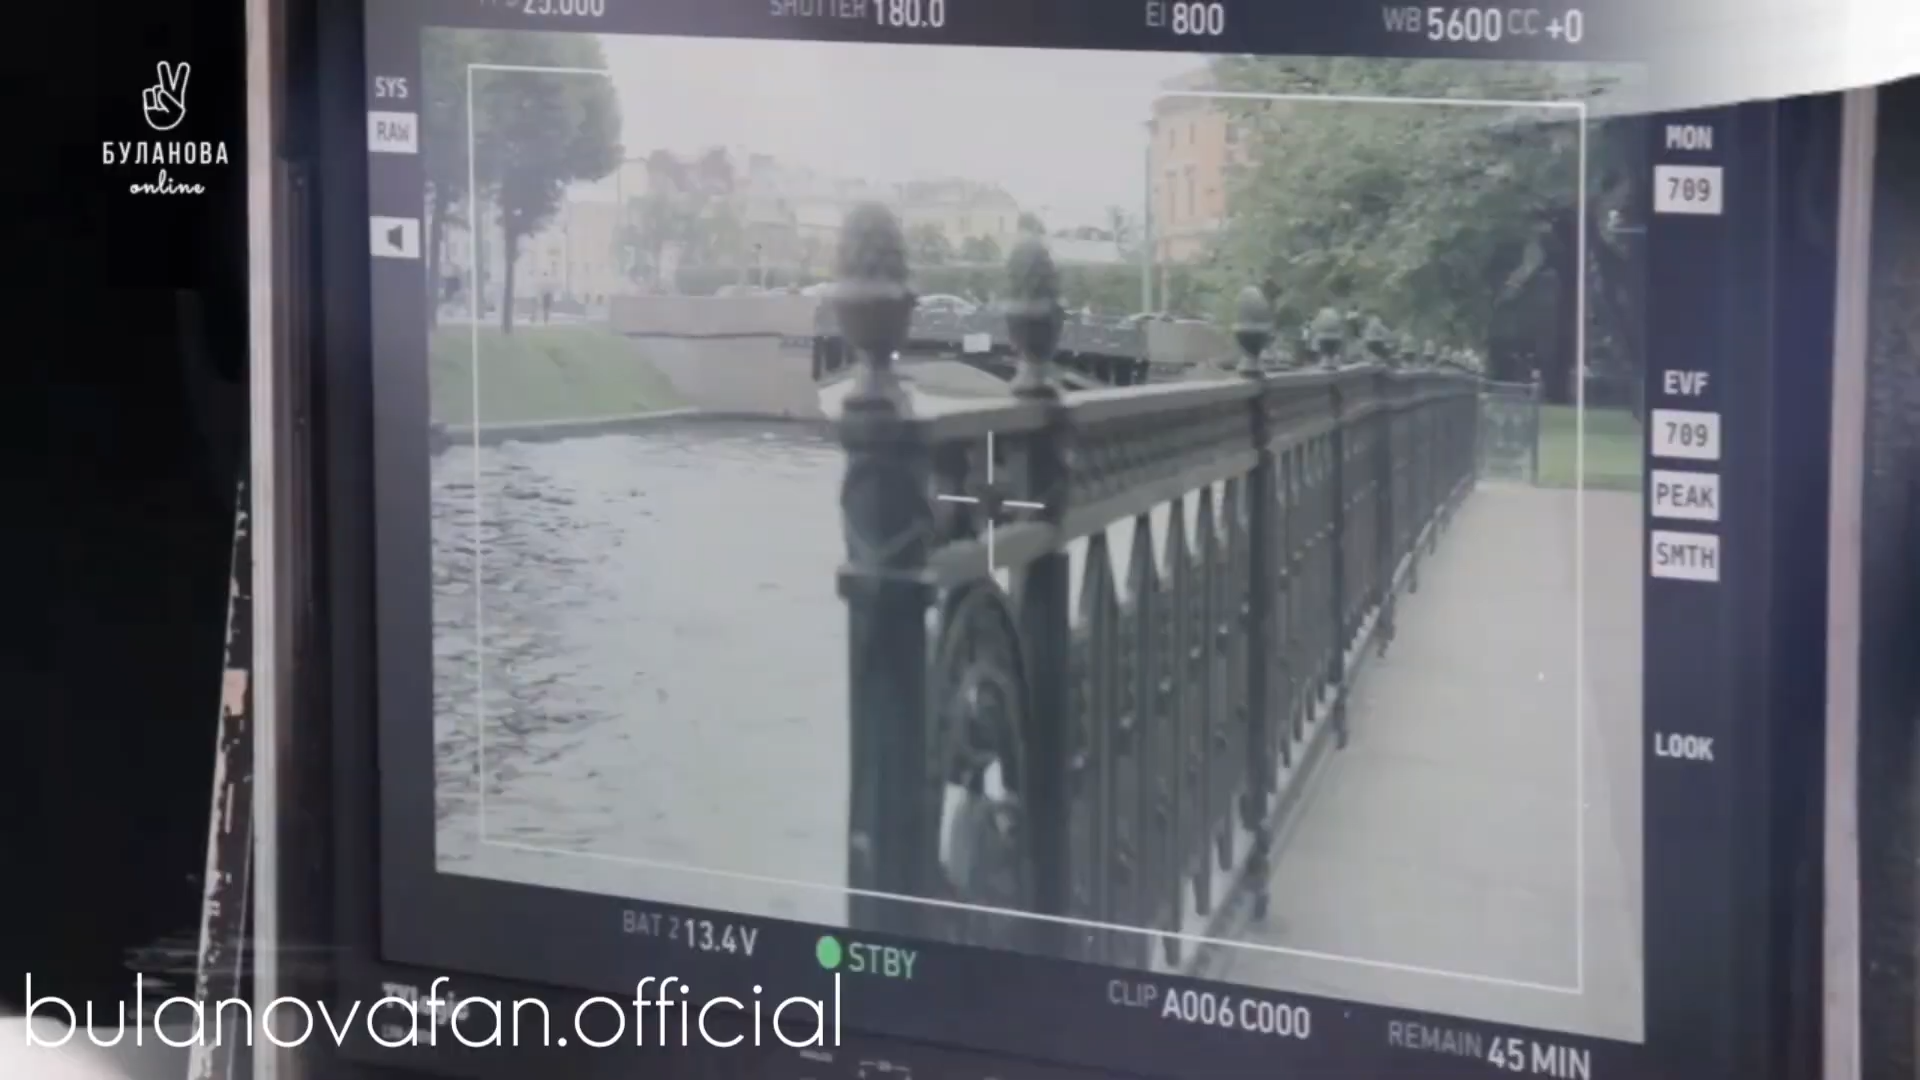 25.000
SHUTTER 180.0
EI 800
WB 5600 CC +0
SYS
RAW
БУЛАНОВА
online
MON
709
EVF
709
PEAK
SMTH
LOOK
BAT 2 13.4 V
STBY
CLIP A006 C000
REMAIN 45 MIN
bulanovafan.official